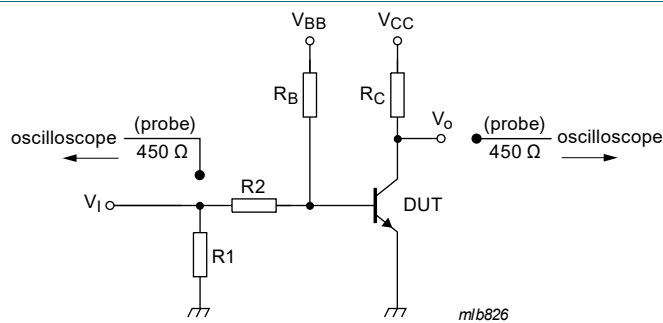 V_BB
V_CC
R_B
R_C
V_o
(probe)
450 Ω
oscilloscope
(probe)
450 Ω
oscilloscope
R2
V_I
DUT
R1
mlb826